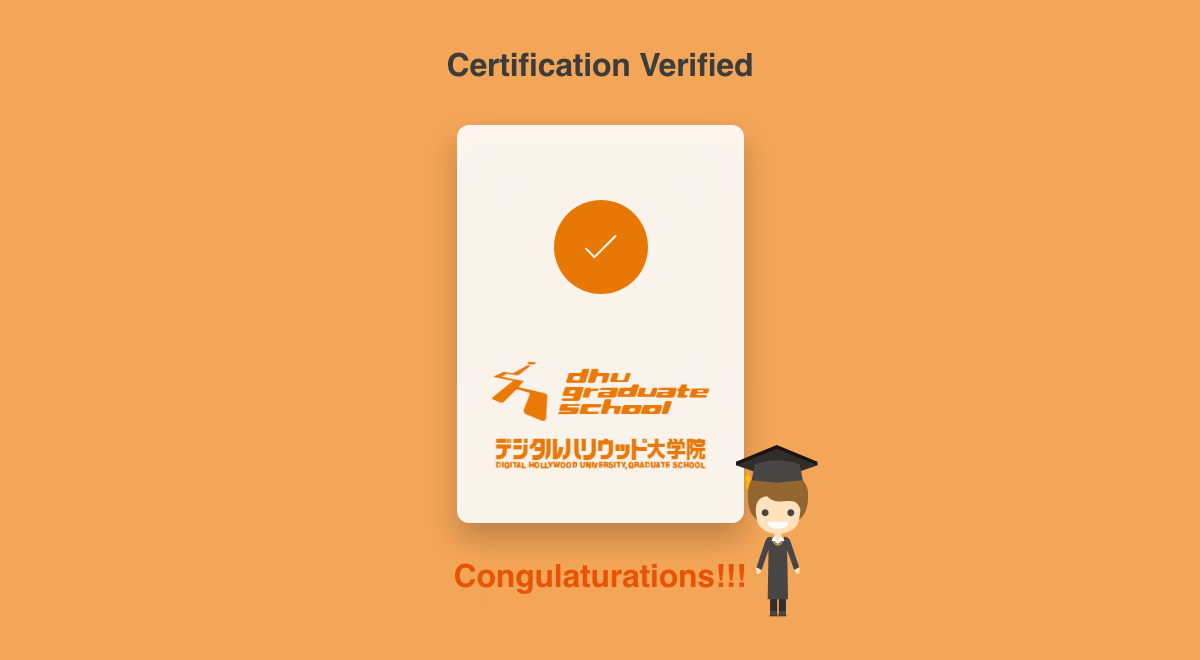 Certification Verified
dhu
graduate
school
デジタルハリウッド大学院
DIGITAL HOLLYWOOD UNIVERSITY, GRADUATE SCHOOL
Congulaturations!!!